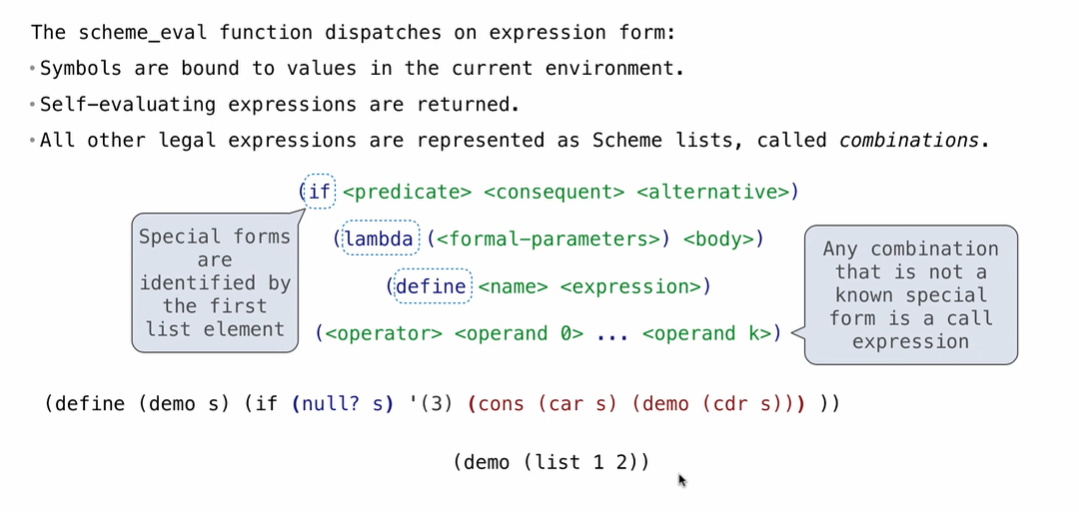 The scheme_eval function dispatches on expression form:
•Symbols are bound to values in the current environment.
•Self-evaluating expressions are returned.
•All other legal expressions are represented as Scheme lists, called combinations.
(if <predicate> <consequent> <alternative>)
Special forms
are
identified by
the first
list element
(lambda (<formal-parameters>) <body>)
(define <name> <expression>)
(<operator> <operand 0> ... <operand k>)
Any combination
that is not a
known special
form is a call
expression
(define (demo s) (if (null? s) '(3) (cons (car s) (demo (cdr s))) ))
(demo (list 1 2))